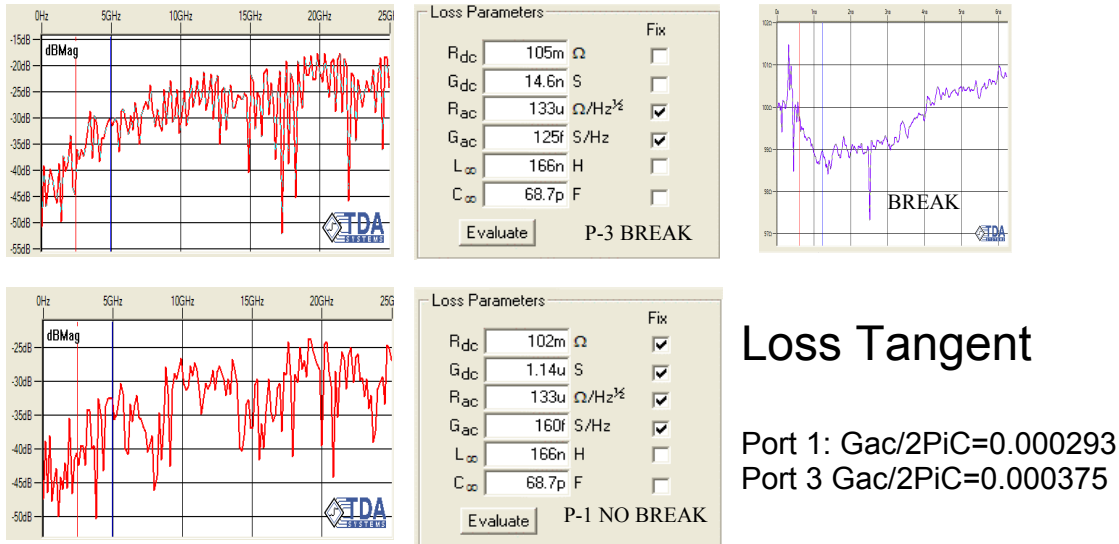 0Hz 5GHz 10GHz 15GHz 20GHz 25G
dBMag
-15dB
-20dB
-25dB
-30dB
-35dB
-40dB
-45dB
-50dB
-55dB
TDA
SYSTEMS
Loss Parameters
Fix
Rdc 105m Ω
Gdc 14.6n S
Rac 133u Ω/Hz½
Gac 125f S/Hz
L∞ 166n H
C∞ 68.7p F
Evaluate P-3 BREAK
BREAK
TDA
0Hz 5GHz 10GHz 15GHz 20GHz 25G
dBMag
-25dB
-30dB
-35dB
-40dB
-45dB
-50dB
TDA
SYSTEMS
Loss Parameters
Fix
Rdc 102m Ω
Gdc 1.14u S
Rac 133u Ω/Hz½
Gac 160f S/Hz
L∞ 166n H
C∞ 68.7p F
Evaluate P-1 NO BREAK
Loss Tangent
Port 1: Gac/2PiC=0.000293
Port 3 Gac/2PiC=0.000375